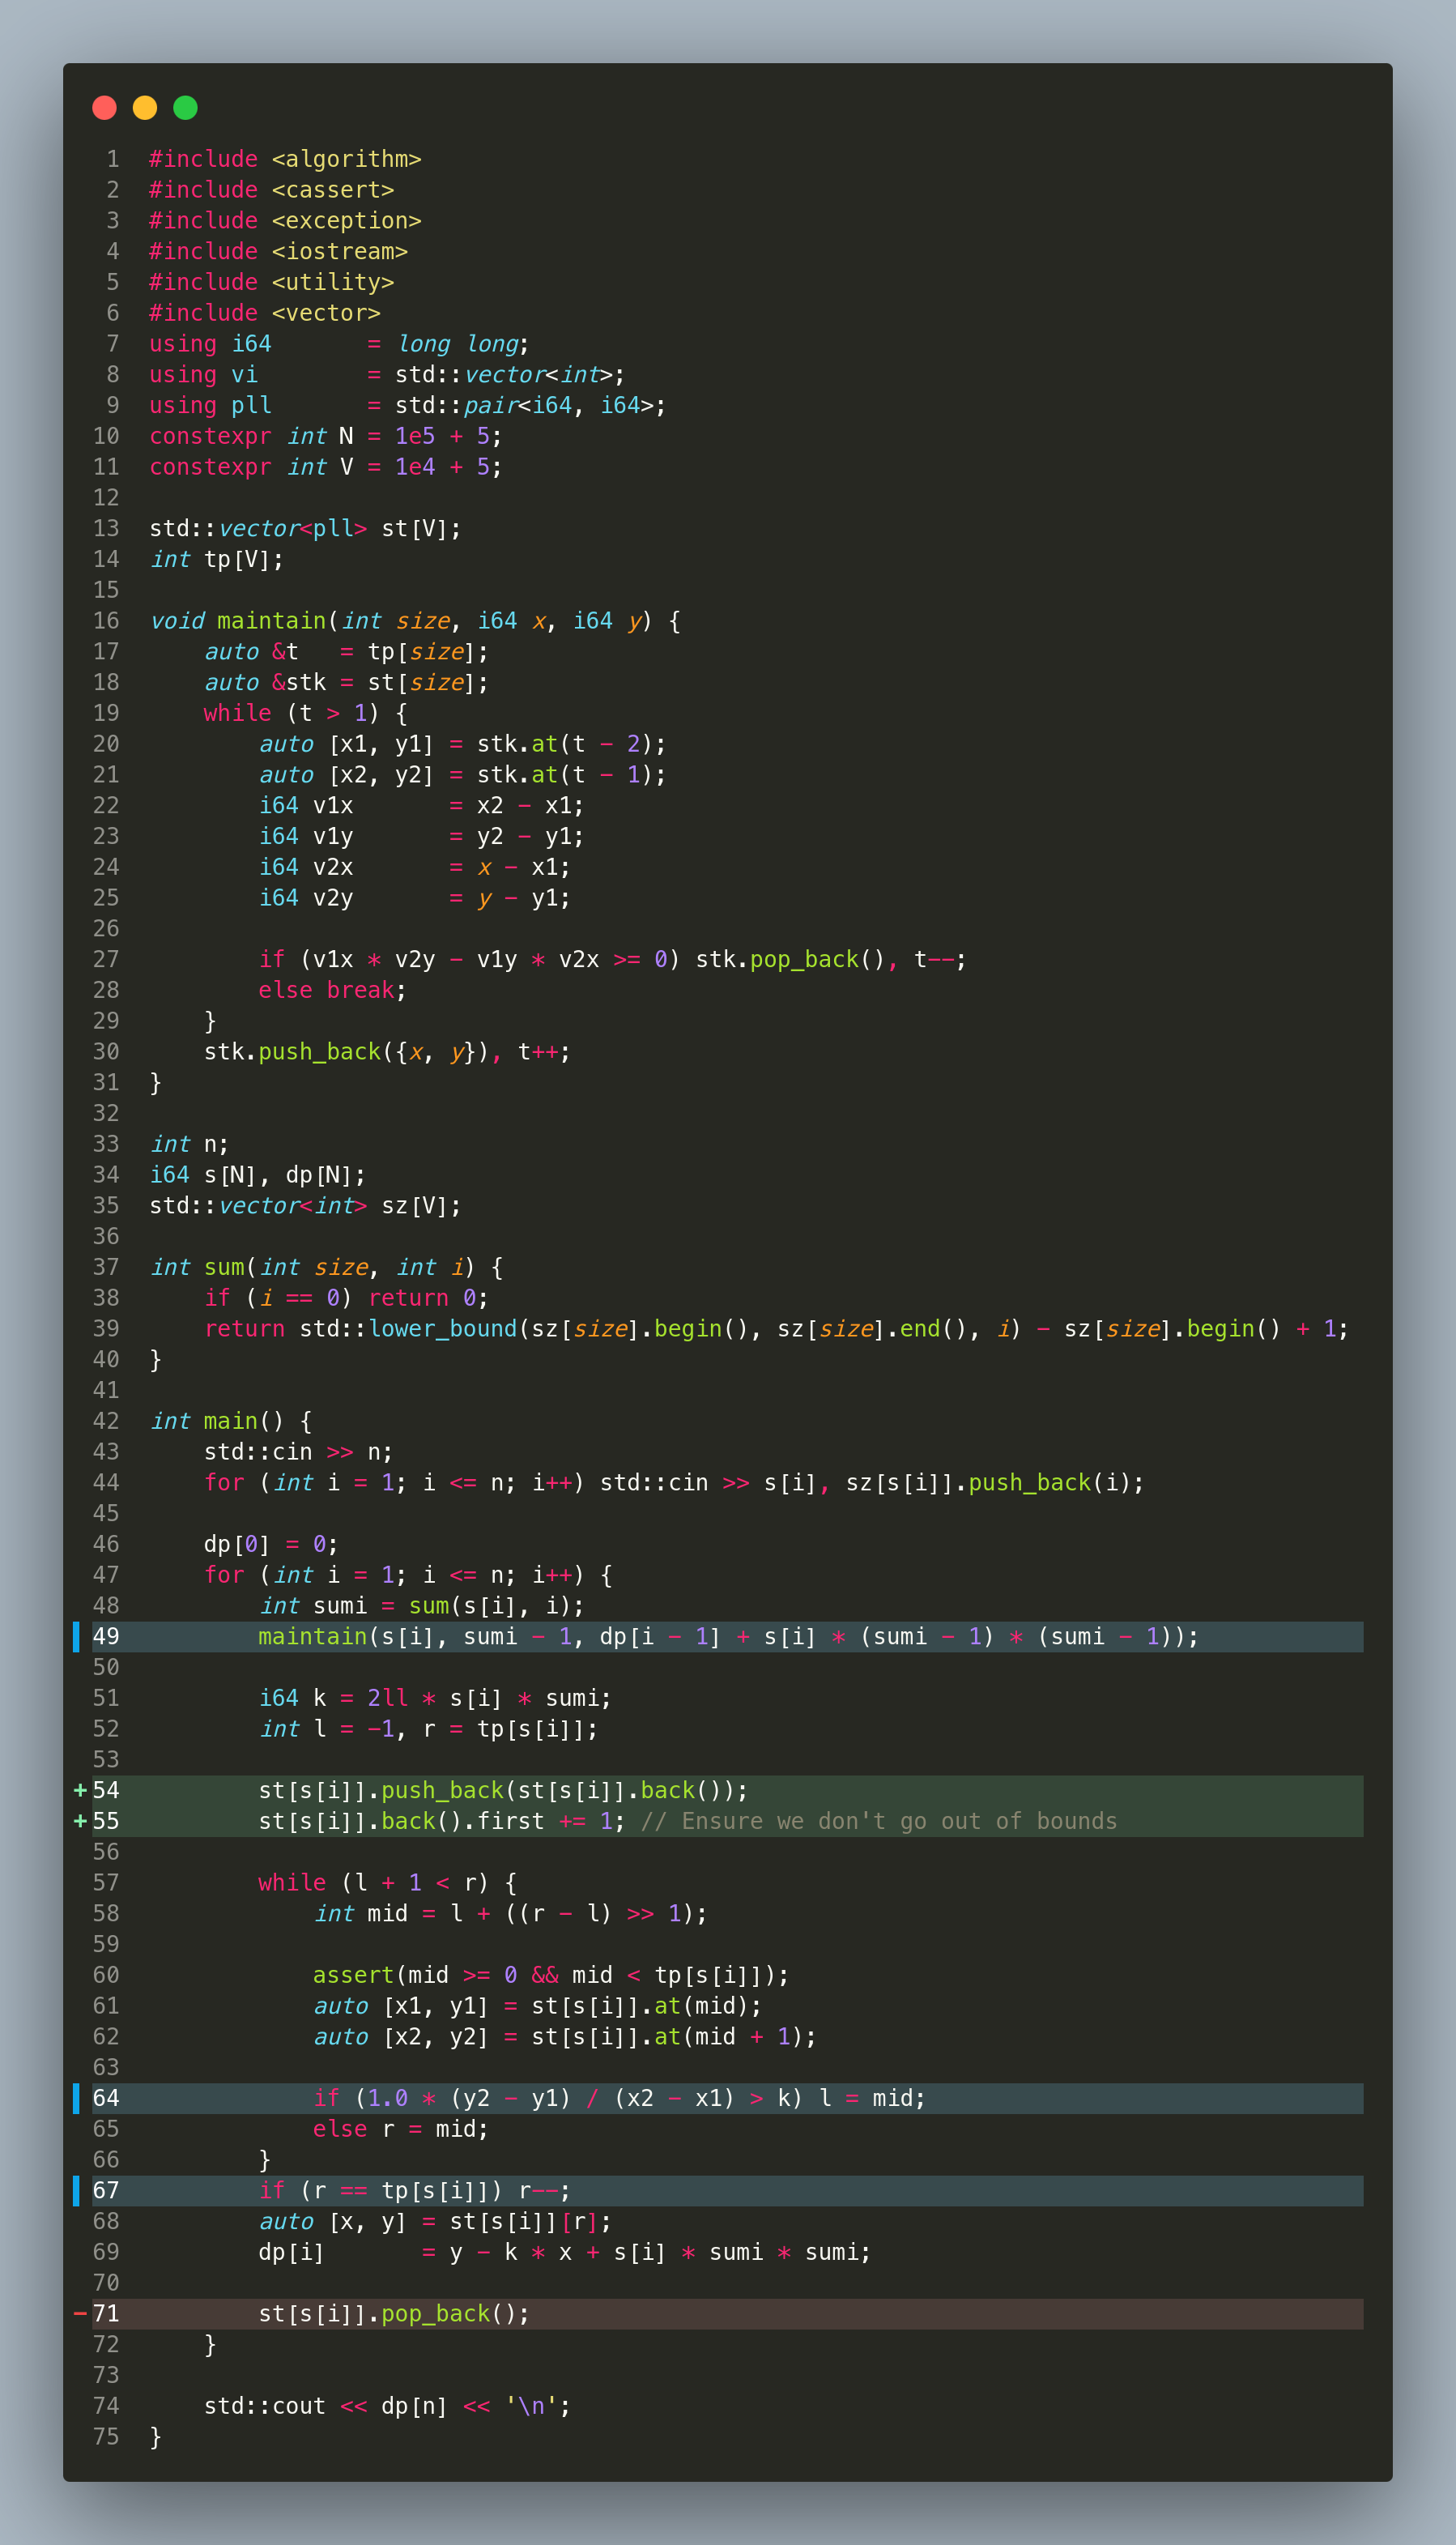 1 #include <algorithm>
2 #include <cassert>
3 #include <exception>
4 #include <iostream>
5 #include <utility>
6 #include <vector>
7 using i64       = long long;
8 using vi        = std::vector<int>;
9 using pll       = std::pair<i64, i64>;
10 constexpr int N = 1e5 + 5;
11 constexpr int V = 1e4 + 5;
12
13 std::vector<pll> st[V];
14 int tp[V];
15
16 void maintain(int size, i64 x, i64 y) {
17     auto &t   = tp[size];
18     auto &stk = st[size];
19     while (t > 1) {
20         auto [x1, y1] = stk.at(t - 2);
21         auto [x2, y2] = stk.at(t - 1);
22         i64 v1x       = x2 - x1;
23         i64 v1y       = y2 - y1;
24         i64 v2x       = x - x1;
25         i64 v2y       = y - y1;
26
27         if (v1x * v2y - v1y * v2x >= 0) stk.pop_back(), t--;
28         else break;
29     }
30     stk.push_back({x, y}), t++;
31 }
32
33 int n;
34 i64 s[N], dp[N];
35 std::vector<int> sz[V];
36
37 int sum(int size, int i) {
38     if (i == 0) return 0;
39     return std::lower_bound(sz[size].begin(), sz[size].end(), i) - sz[size].begin() + 1;
40 }
41
42 int main() {
43     std::cin >> n;
44     for (int i = 1; i <= n; i++) std::cin >> s[i], sz[s[i]].push_back(i);
45
46     dp[0] = 0;
47     for (int i = 1; i <= n; i++) {
48         int sumi = sum(s[i], i);
49         maintain(s[i], sumi - 1, dp[i - 1] + s[i] * (sumi - 1) * (sumi - 1));
50
51         i64 k = 2ll * s[i] * sumi;
52         int l = -1, r = tp[s[i]];
53
+ 54         st[s[i]].push_back(st[s[i]].back());
+ 55         st[s[i]].back().first += 1; // Ensure we don't go out of bounds
56
57         while (l + 1 < r) {
58             int mid = l + ((r - l) >> 1);
59
60             assert(mid >= 0 && mid < tp[s[i]]);
61             auto [x1, y1] = st[s[i]].at(mid);
62             auto [x2, y2] = st[s[i]].at(mid + 1);
63
64             if (1.0 * (y2 - y1) / (x2 - x1) > k) l = mid;
65             else r = mid;
66         }
67         if (r == tp[s[i]]) r--;
68         auto [x, y] = st[s[i]][r];
69         dp[i]       = y - k * x + s[i] * sumi * sumi;
70
- 71         st[s[i]].pop_back();
72     }
73
74     std::cout << dp[n] << '\n';
75 }